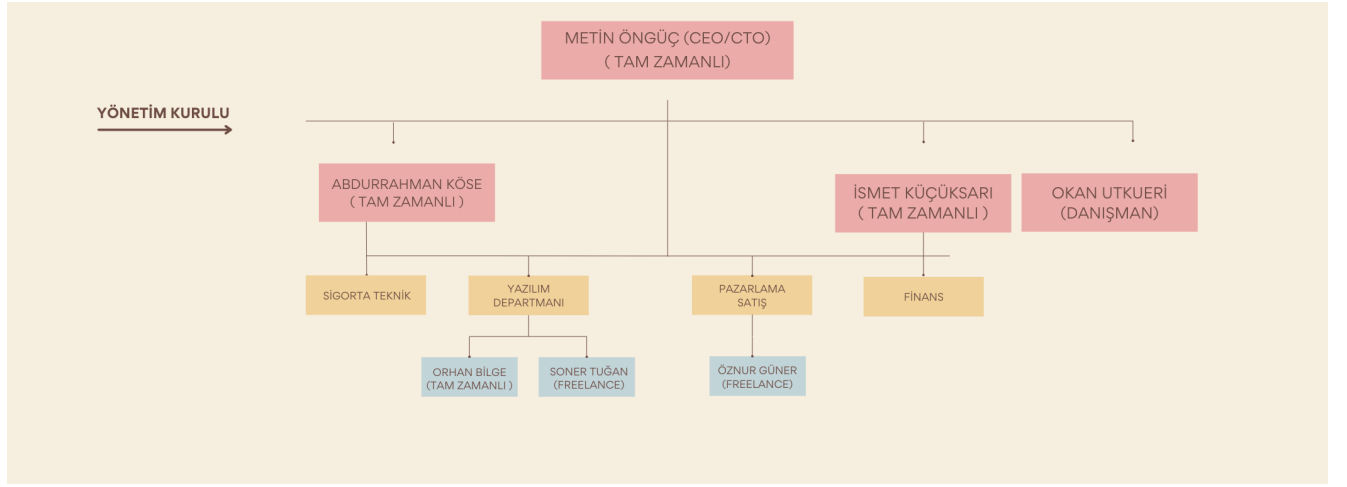 METİN ÖNGÜÇ (CEO/CTO)
( TAM ZAMANLI)
YÖNETİM KURULU
ABDURRAHMAN KÖSE
( TAM ZAMANLI )
İSMET KÜÇÜKSARI
( TAM ZAMANLI )
OKAN UTKUERİ
(DANIŞMAN)
SİGORTA TEKNİK
YAZILIM
DEPARTMANI
PAZARLAMA
SATIŞ
FİNANS
ORHAN BİLGE
(TAM ZAMANLI )
SONER TUĞAN
(FREELANCE)
ÖZNUR GÜNER
(FREELANCE)